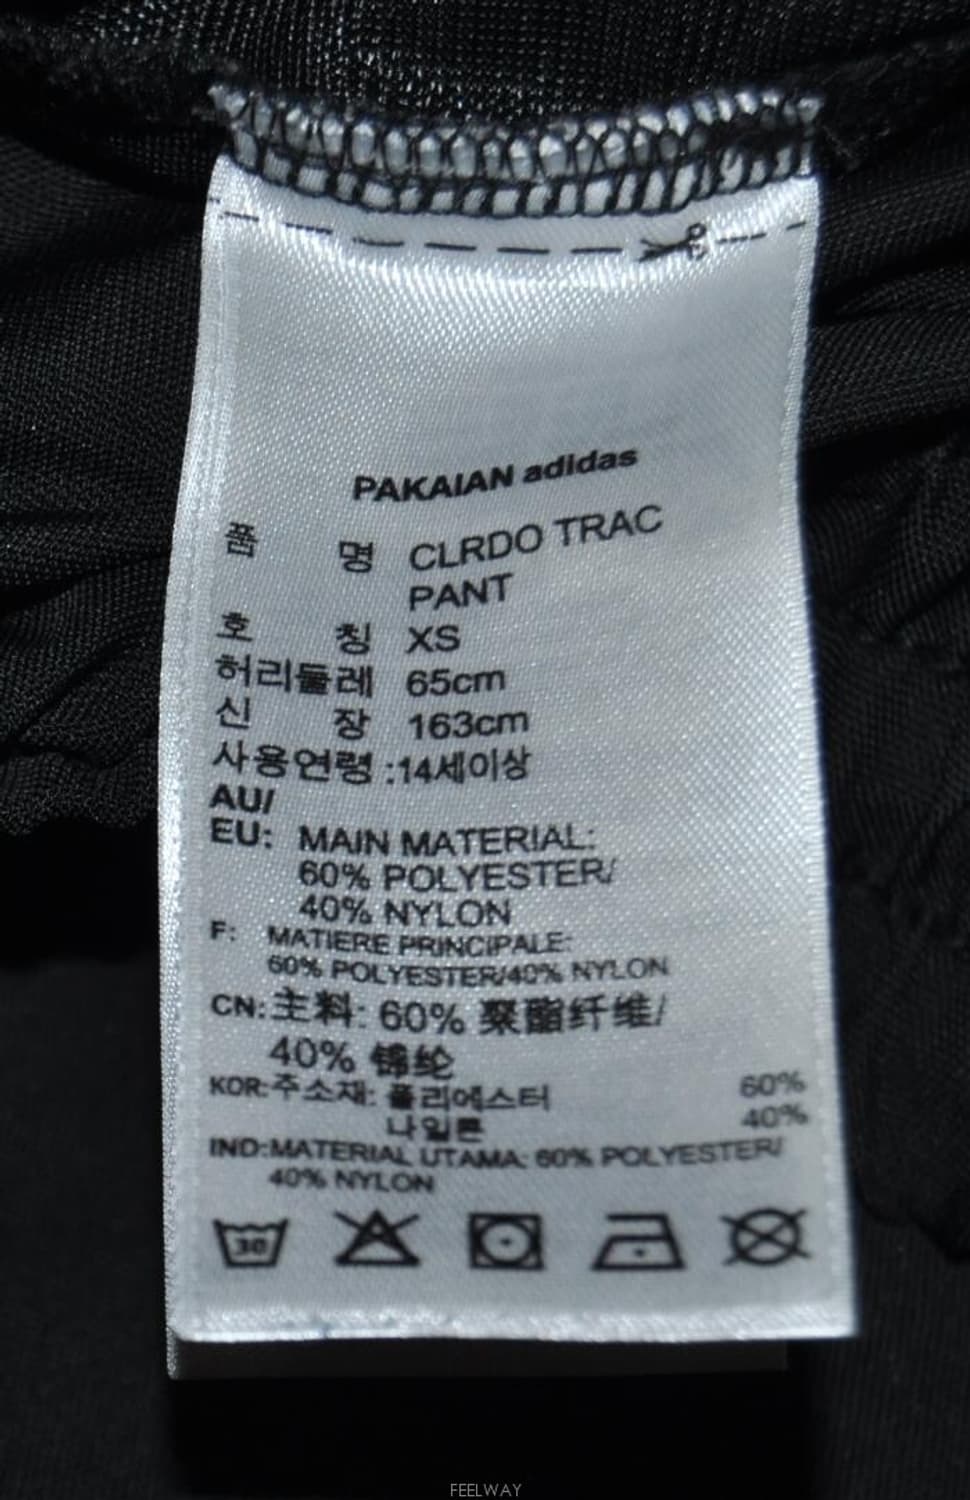 PAKAIAN adidas
품 명 CLRDO TRAC
PANT
호 칭 XS
허리둘레 65cm
신 장 163cm
사용연령 :14세이상
AU/
EU: MAIN MATERIAL:
60% POLYESTER/
40% NYLON
F: MATIERE PRINCIPALE:
60% POLYESTER/40% NYLON
CN:主料: 60% 聚酯纤维/
40% 锦纶
KOR:주소재: 폴리에스터 60%
나일론 40%
IND:MATERIAL UTAMA: 60% POLYESTER/
40% NYLON
30
FEELWAY